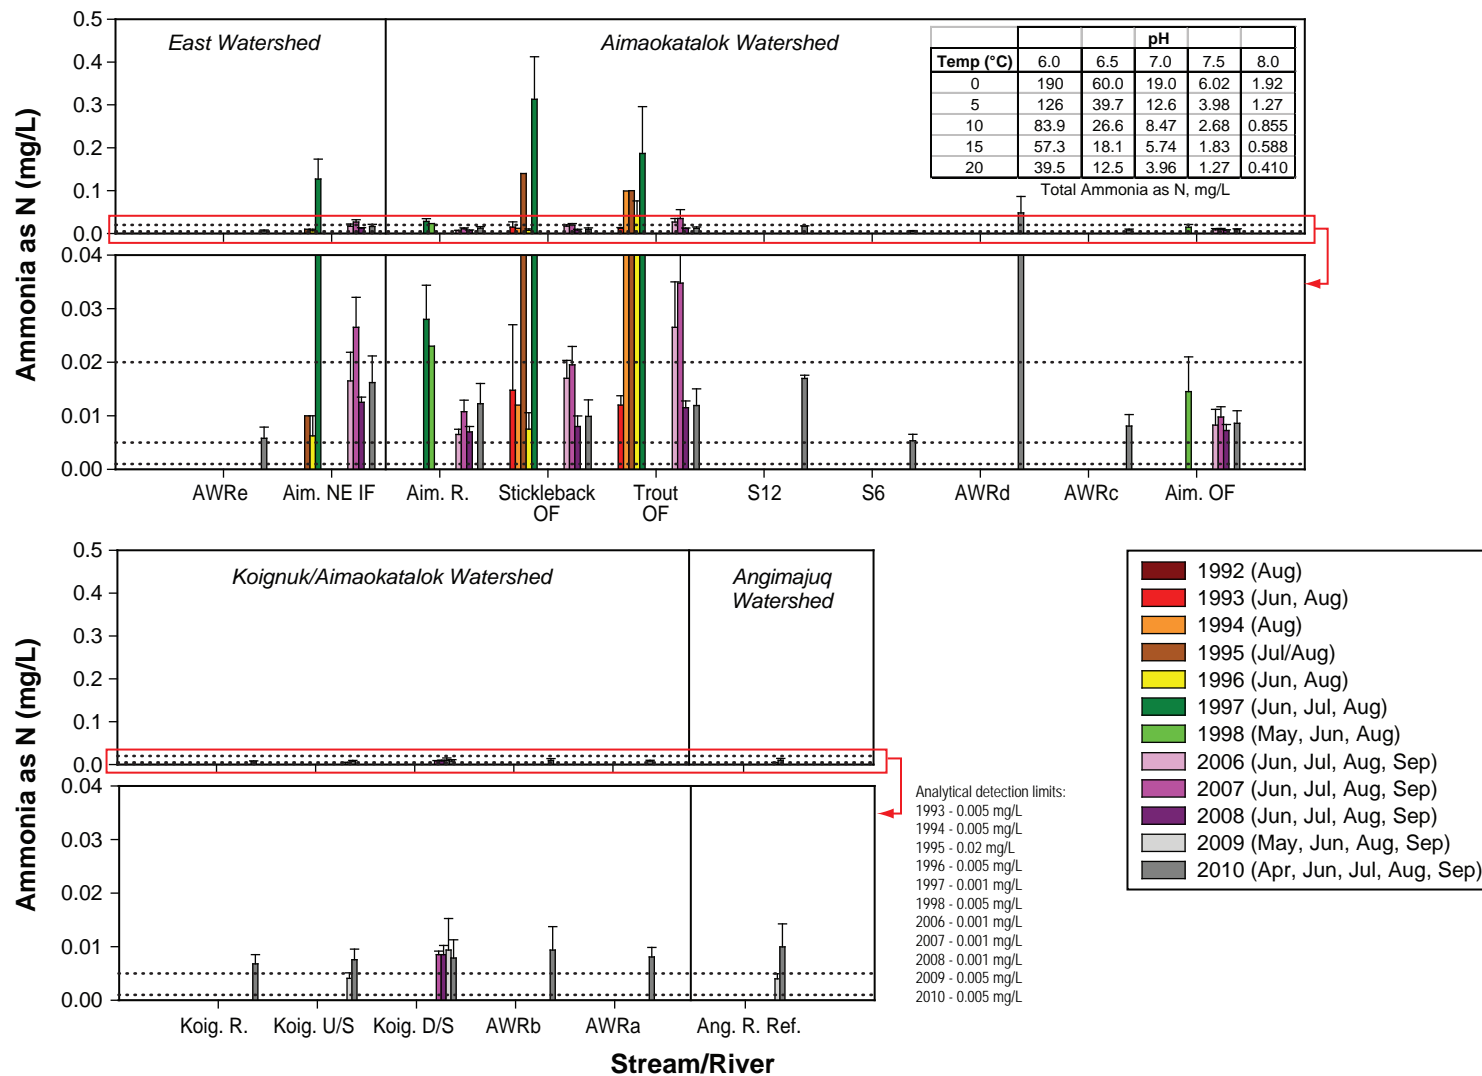 Ammonia as N (mg/L)
0.5
0.4
0.3
0.2
0.1
0.0
East Watershed
Aimaokatalok Watershed
pH
Temp (°C) 6.0 6.5 7.0 7.5 8.0
0 190 60.0 19.0 6.02 1.92
5 126 39.7 12.6 3.98 1.27
10 83.9 26.6 8.47 2.68 0.855
15 57.3 18.1 5.74 1.83 0.588
20 39.5 12.5 3.96 1.27 0.410
Total Ammonia as N, mg/L
0.04
0.03
0.02
0.01
0.00
AWRe Aim. NE IF Aim. R. Stickleback OF Trout OF S12 S6 AWRd AWRc Aim. OF
Ammonia as N (mg/L)
0.5
0.4
0.3
0.2
0.1
0.0
Koignuk/Aimaokatalok Watershed
Angimajuq
Watershed
0.04
0.03
0.02
0.01
0.00
Koig. R. Koig. U/S Koig. D/S AWRb AWRa Ang. R. Ref.
Stream/River
Analytical detection limits:
1993 - 0.005 mg/L
1994 - 0.005 mg/L
1995 - 0.02 mg/L
1996 - 0.005 mg/L
1997 - 0.001 mg/L
1998 - 0.005 mg/L
2006 - 0.001 mg/L
2007 - 0.001 mg/L
2008 - 0.001 mg/L
2009 - 0.005 mg/L
2010 - 0.005 mg/L
1992 (Aug)
1993 (Jun, Aug)
1994 (Aug)
1995 (Jul/Aug)
1996 (Jun, Aug)
1997 (Jun, Jul, Aug)
1998 (May, Jun, Aug)
2006 (Jun, Jul, Aug, Sep)
2007 (Jun, Jul, Aug, Sep)
2008 (Jun, Jul, Aug, Sep)
2009 (May, Jun, Aug, Sep)
2010 (Apr, Jun, Jul, Aug, Sep)